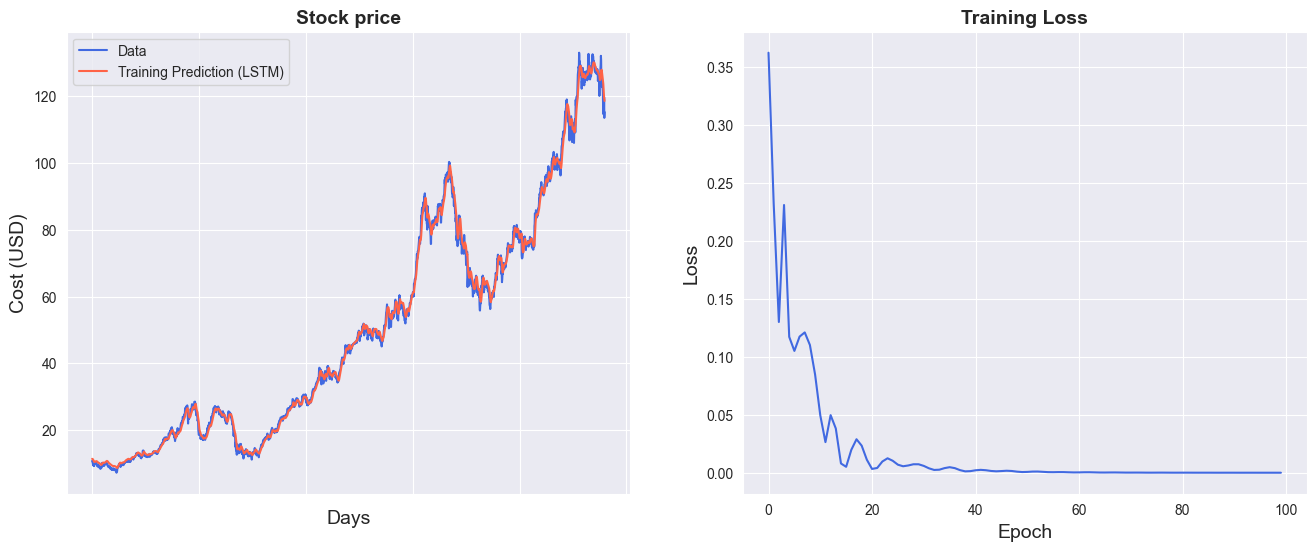 Stock price
Data
Training Prediction (LSTM)
120
100
80
60
40
20
Cost (USD)
Days
Training Loss
0.35
0.30
0.25
0.20
0.15
0.10
0.05
0.00
Loss
0 20 40 60 80 100
Epoch